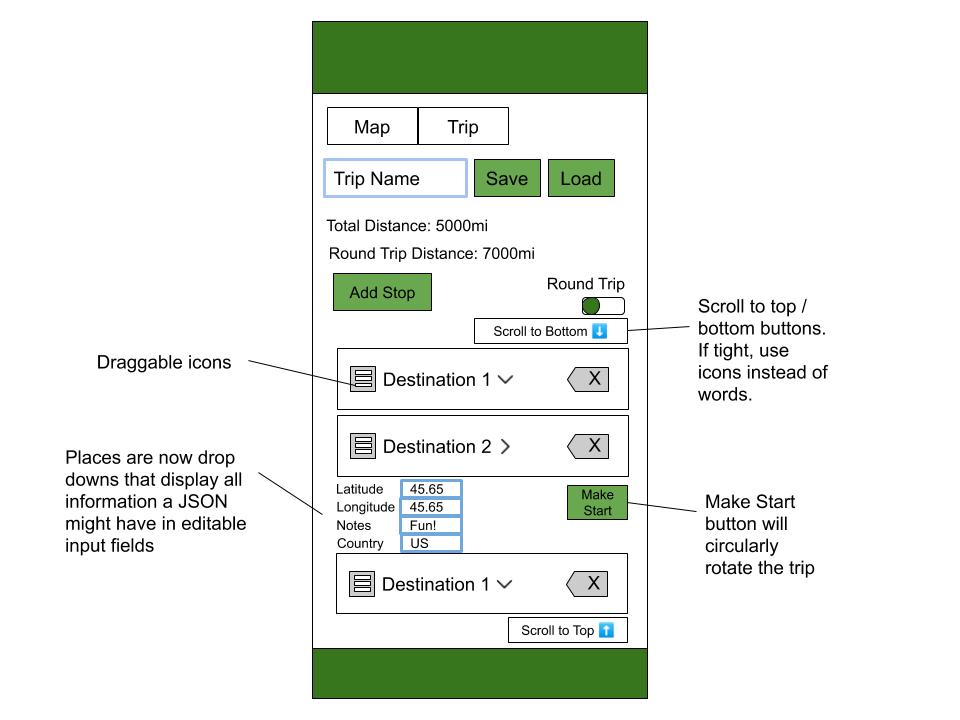 Map Trip
Trip Name Save Load
Total Distance: 5000mi
Round Trip Distance: 7000mi
Add Stop
Round Trip
Scroll to Bottom ⬇️
Scroll to top /
bottom buttons.
If tight, use
icons instead of
words.
Draggable icons
Destination 1 X
Destination 2 X
Places are now drop
downs that display all
information a JSON
might have in editable
input fields
Latitude 45.65
Longitude 45.65
Notes Fun!
Country US
Make
Start
Make Start
button will
circularly
rotate the trip
Destination 1 X
Scroll to Top ⬆️